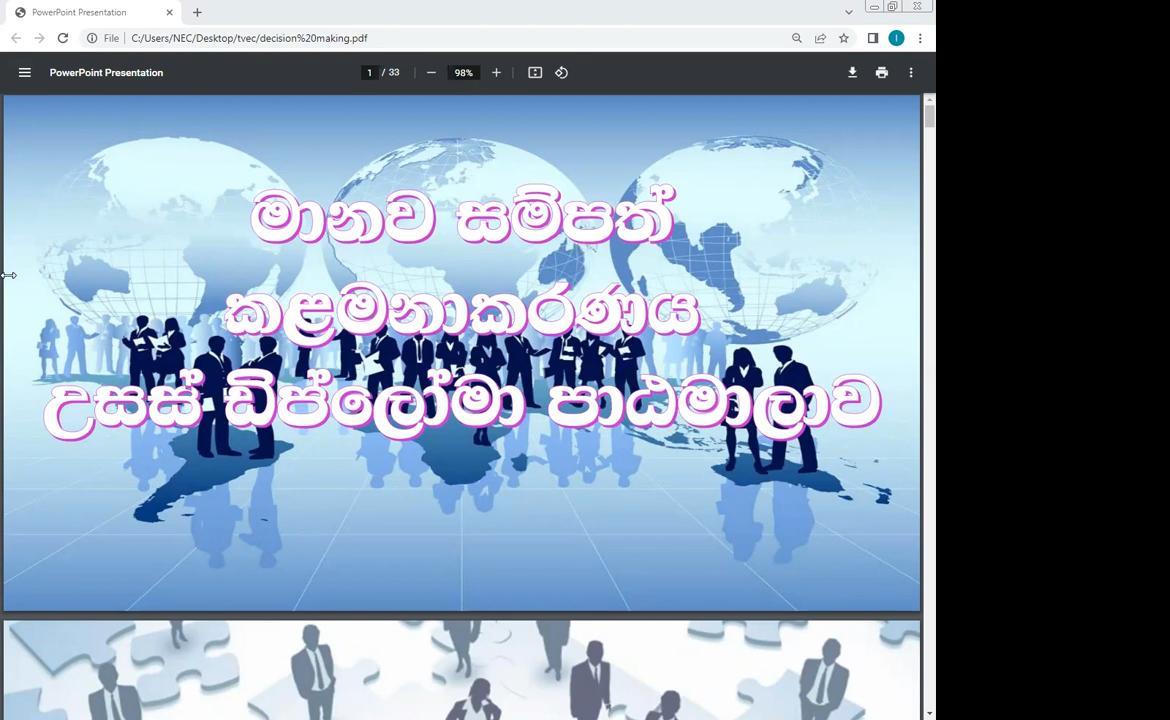 PowerPoint Presentation
File
C:/Users/NEC/Desktop/tvec/decision%20making.pdf
I
PowerPoint Presentation
1 / 33
98%
මානව සම්පත්
කළමනාකරණය
උසස් ඩිප්ලෝමා පාඨමාලාව